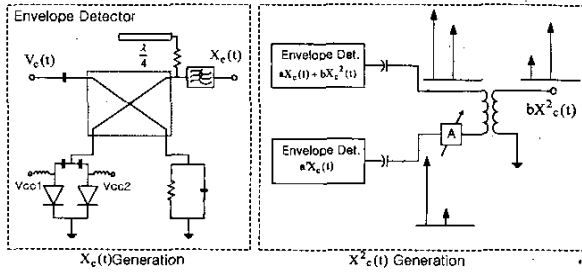 Envelope Detector
λ
4
Xc(t)
Vc(t)
Vcc1
Vcc2
Xc(t)Generation
Envelope Det.
aXc(t) + bXc²(t)
bX²c(t)
A
Envelope Det.
a'Xc(t)
X²c(t) Generation